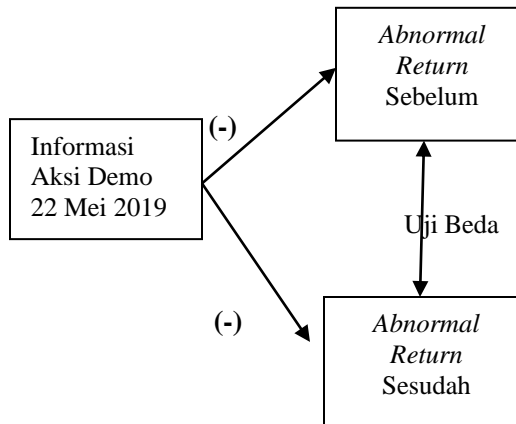 Abnormal
Return
Sebelum
(-)
Informasi
Aksi Demo
22 Mei 2019
Uji Beda
(-)
Abnormal
Return
Sesudah